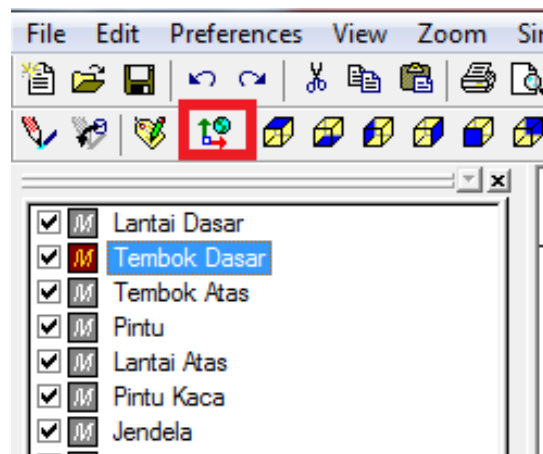 File Edit Preferences View Zoom
Lantai Dasar
Tembok Dasar
Tembok Atas
Pintu
Lantai Atas
Pintu Kaca
Jendela